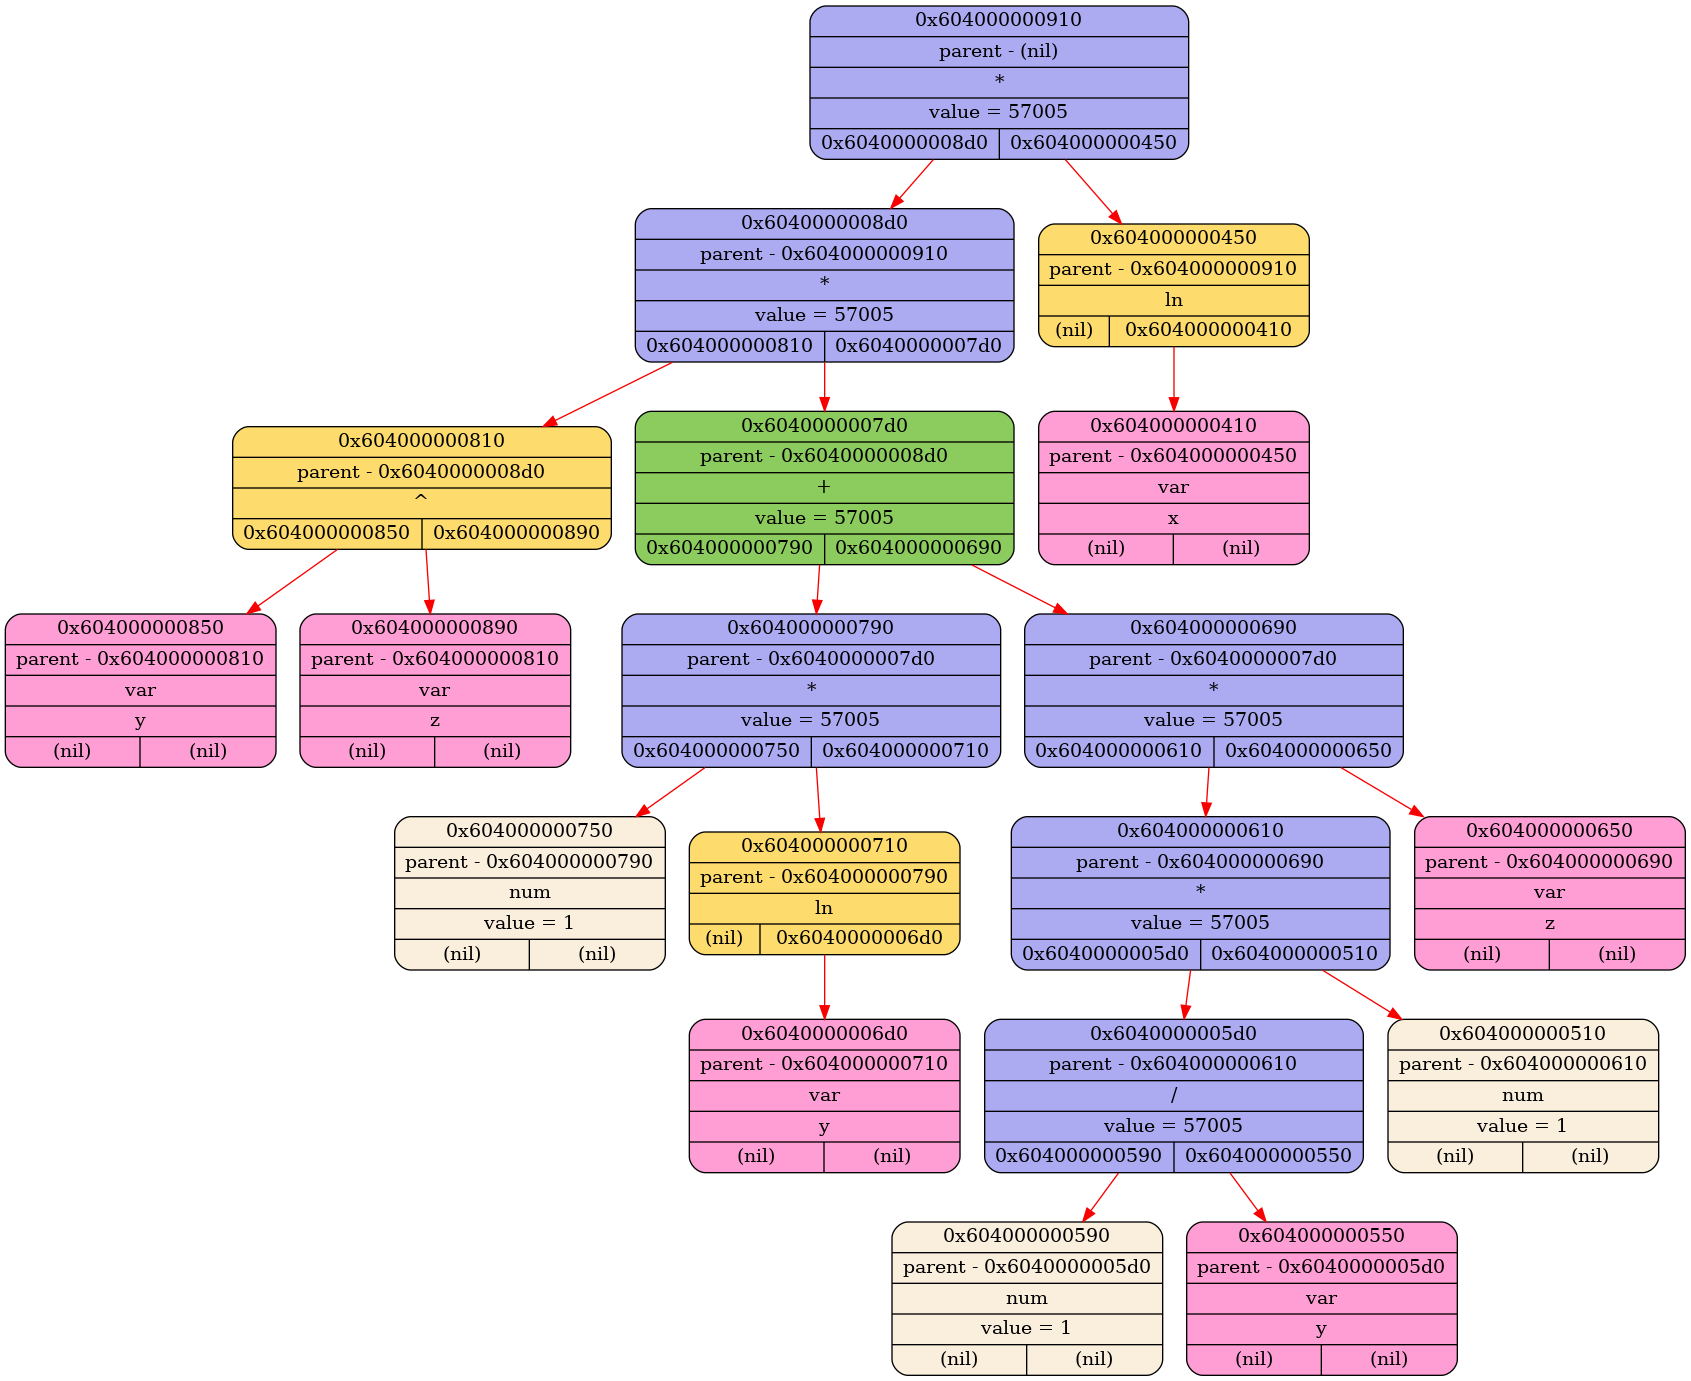 0x604000000910
parent - (nil)
*
value = 57005
0x6040000008d0 0x604000000450
0x6040000008d0
parent - 0x604000000910
*
value = 57005
0x604000000810 0x6040000007d0
0x604000000450
parent - 0x604000000910
ln
(nil) 0x604000000410
0x604000000810
parent - 0x6040000008d0
^
0x604000000850 0x604000000890
0x6040000007d0
parent - 0x6040000008d0
+
value = 57005
0x604000000790 0x604000000690
0x604000000410
parent - 0x604000000450
var
x
(nil) (nil)
0x604000000850
parent - 0x604000000810
var
y
(nil) (nil)
0x604000000890
parent - 0x604000000810
var
z
(nil) (nil)
0x604000000790
parent - 0x6040000007d0
*
value = 57005
0x604000000750 0x604000000710
0x604000000690
parent - 0x6040000007d0
*
value = 57005
0x604000000610 0x604000000650
0x604000000750
parent - 0x604000000790
num
value = 1
(nil) (nil)
0x604000000710
parent - 0x604000000790
ln
(nil) 0x6040000006d0
0x604000000610
parent - 0x604000000690
*
value = 57005
0x6040000005d0 0x604000000510
0x604000000650
parent - 0x604000000690
var
z
(nil) (nil)
0x6040000006d0
parent - 0x604000000710
var
y
(nil) (nil)
0x6040000005d0
parent - 0x604000000610
/
value = 57005
0x604000000590 0x604000000550
0x604000000510
parent - 0x604000000610
num
value = 1
(nil) (nil)
0x604000000590
parent - 0x6040000005d0
num
value = 1
(nil) (nil)
0x604000000550
parent - 0x6040000005d0
var
y
(nil) (nil)